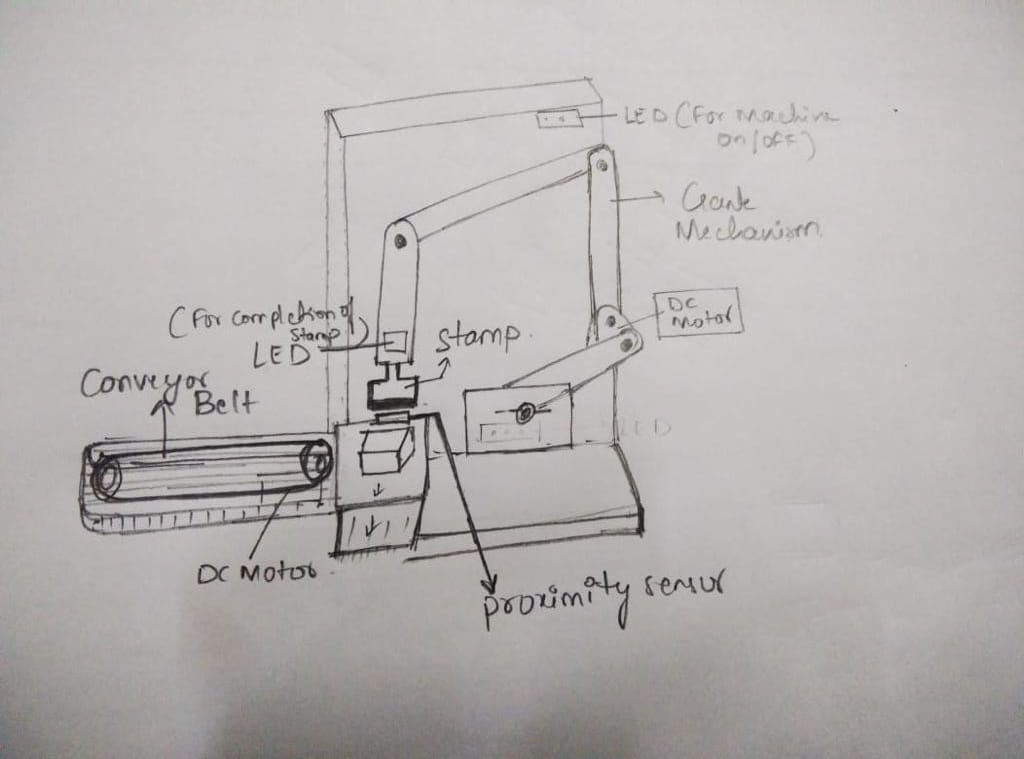 LED (For Machine
on/off)
Crank
Mechanism
DC
Motor
(For completion of
Stamp)
LED
Stamp.
Conveyor
Belt
LED
DC Motor
proximity sensor